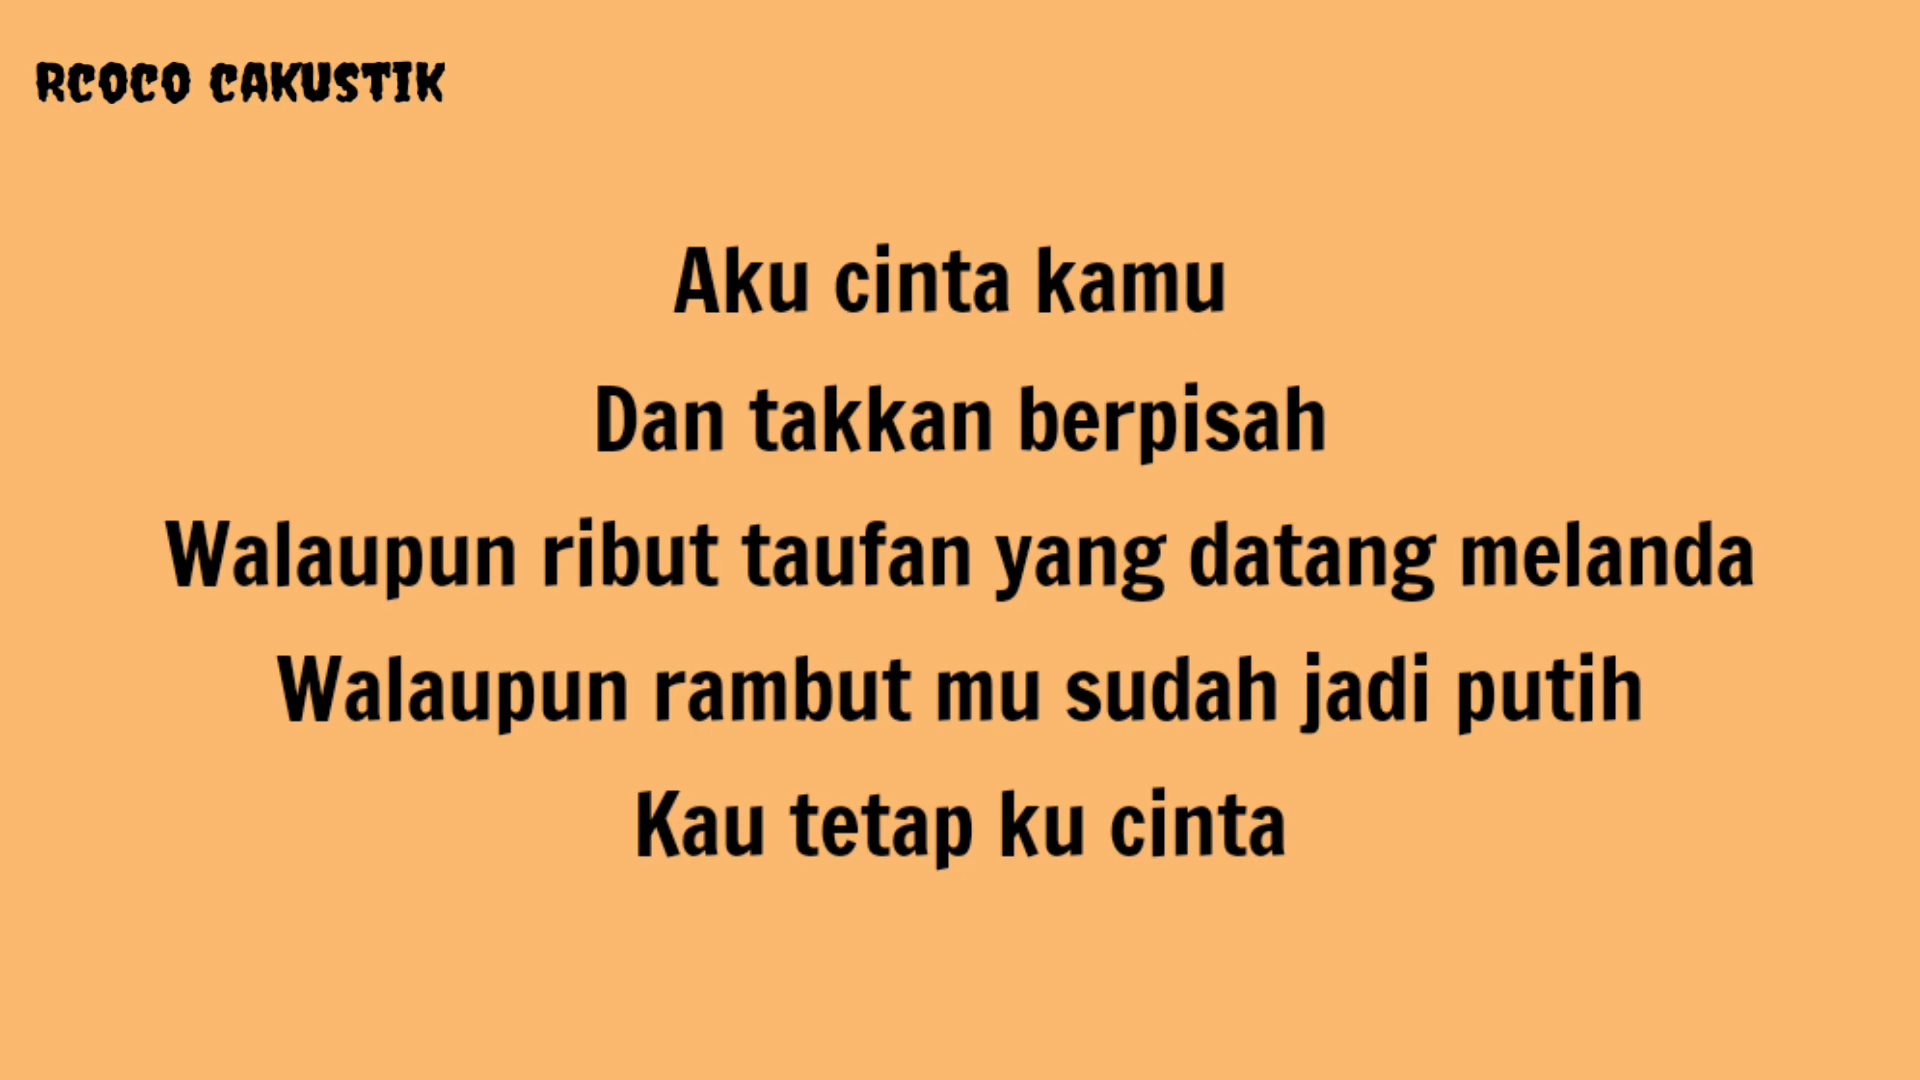 RCOCO CAKUSTIK
Aku cinta kamu
Dan takkan berpisah
Walaupun ribut taufan yang datang melanda
Walaupun rambut mu sudah jadi putih
Kau tetap ku cinta